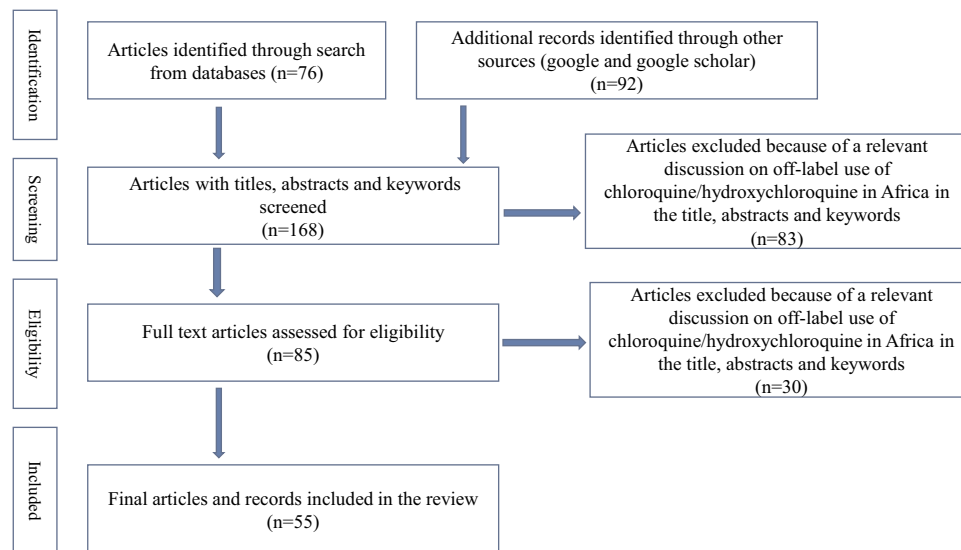 Identification
Articles identified through search
from databases (n=76)
Additional records identified through other
sources (google and google scholar)
(n=92)
Screening
Articles with titles, abstracts and keywords
screened
(n=168)
Articles excluded because of a relevant
discussion on off-label use of
chloroquine/hydroxychloroquine in Africa in
the title, abstracts and keywords
(n=83)
Eligibility
Full text articles assessed for eligibility
(n=85)
Articles excluded because of a relevant
discussion on off-label use of
chloroquine/hydroxychloroquine in Africa in
the title, abstracts and keywords
(n=30)
Included
Final articles and records included in the review
(n=55)